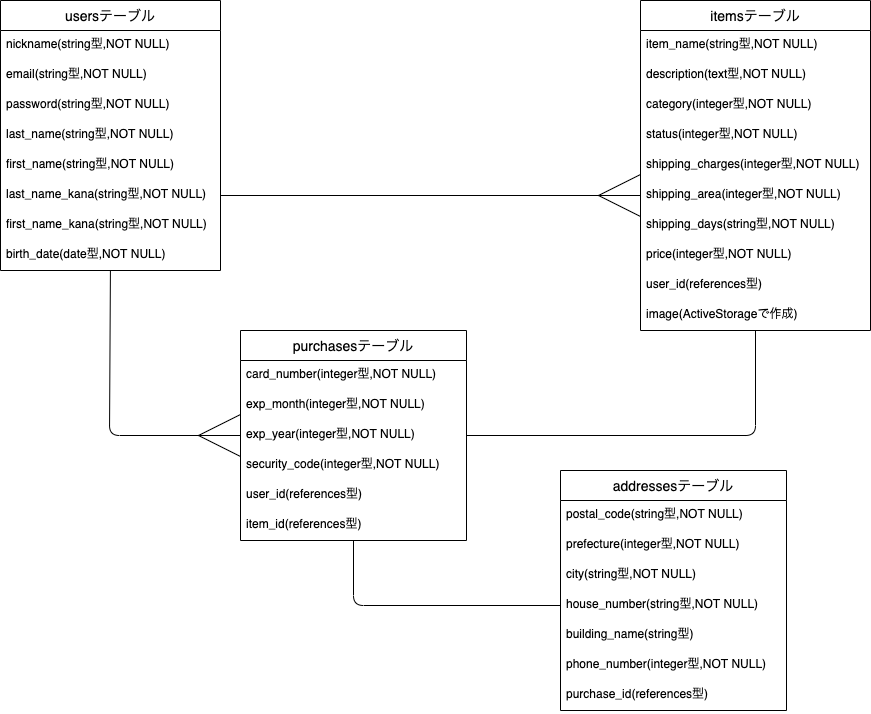 usersテーブル
nickname(string型,NOT NULL)
email(string型,NOT NULL)
password(string型,NOT NULL)
last_name(string型,NOT NULL)
first_name(string型,NOT NULL)
last_name_kana(string型,NOT NULL)
first_name_kana(string型,NOT NULL)
birth_date(date型,NOT NULL)
itemsテーブル
item_name(string型,NOT NULL)
description(text型,NOT NULL)
category(integer型,NOT NULL)
status(integer型,NOT NULL)
shipping_charges(integer型,NOT NULL)
shipping_area(integer型,NOT NULL)
shipping_days(string型,NOT NULL)
price(integer型,NOT NULL)
user_id(references型)
image(ActiveStorageで作成)
purchasesテーブル
card_number(integer型,NOT NULL)
exp_month(integer型,NOT NULL)
exp_year(integer型,NOT NULL)
security_code(integer型,NOT NULL)
user_id(references型)
item_id(references型)
addressesテーブル
postal_code(string型,NOT NULL)
prefecture(integer型,NOT NULL)
city(string型,NOT NULL)
house_number(string型,NOT NULL)
building_name(string型)
phone_number(integer型,NOT NULL)
purchase_id(references型)